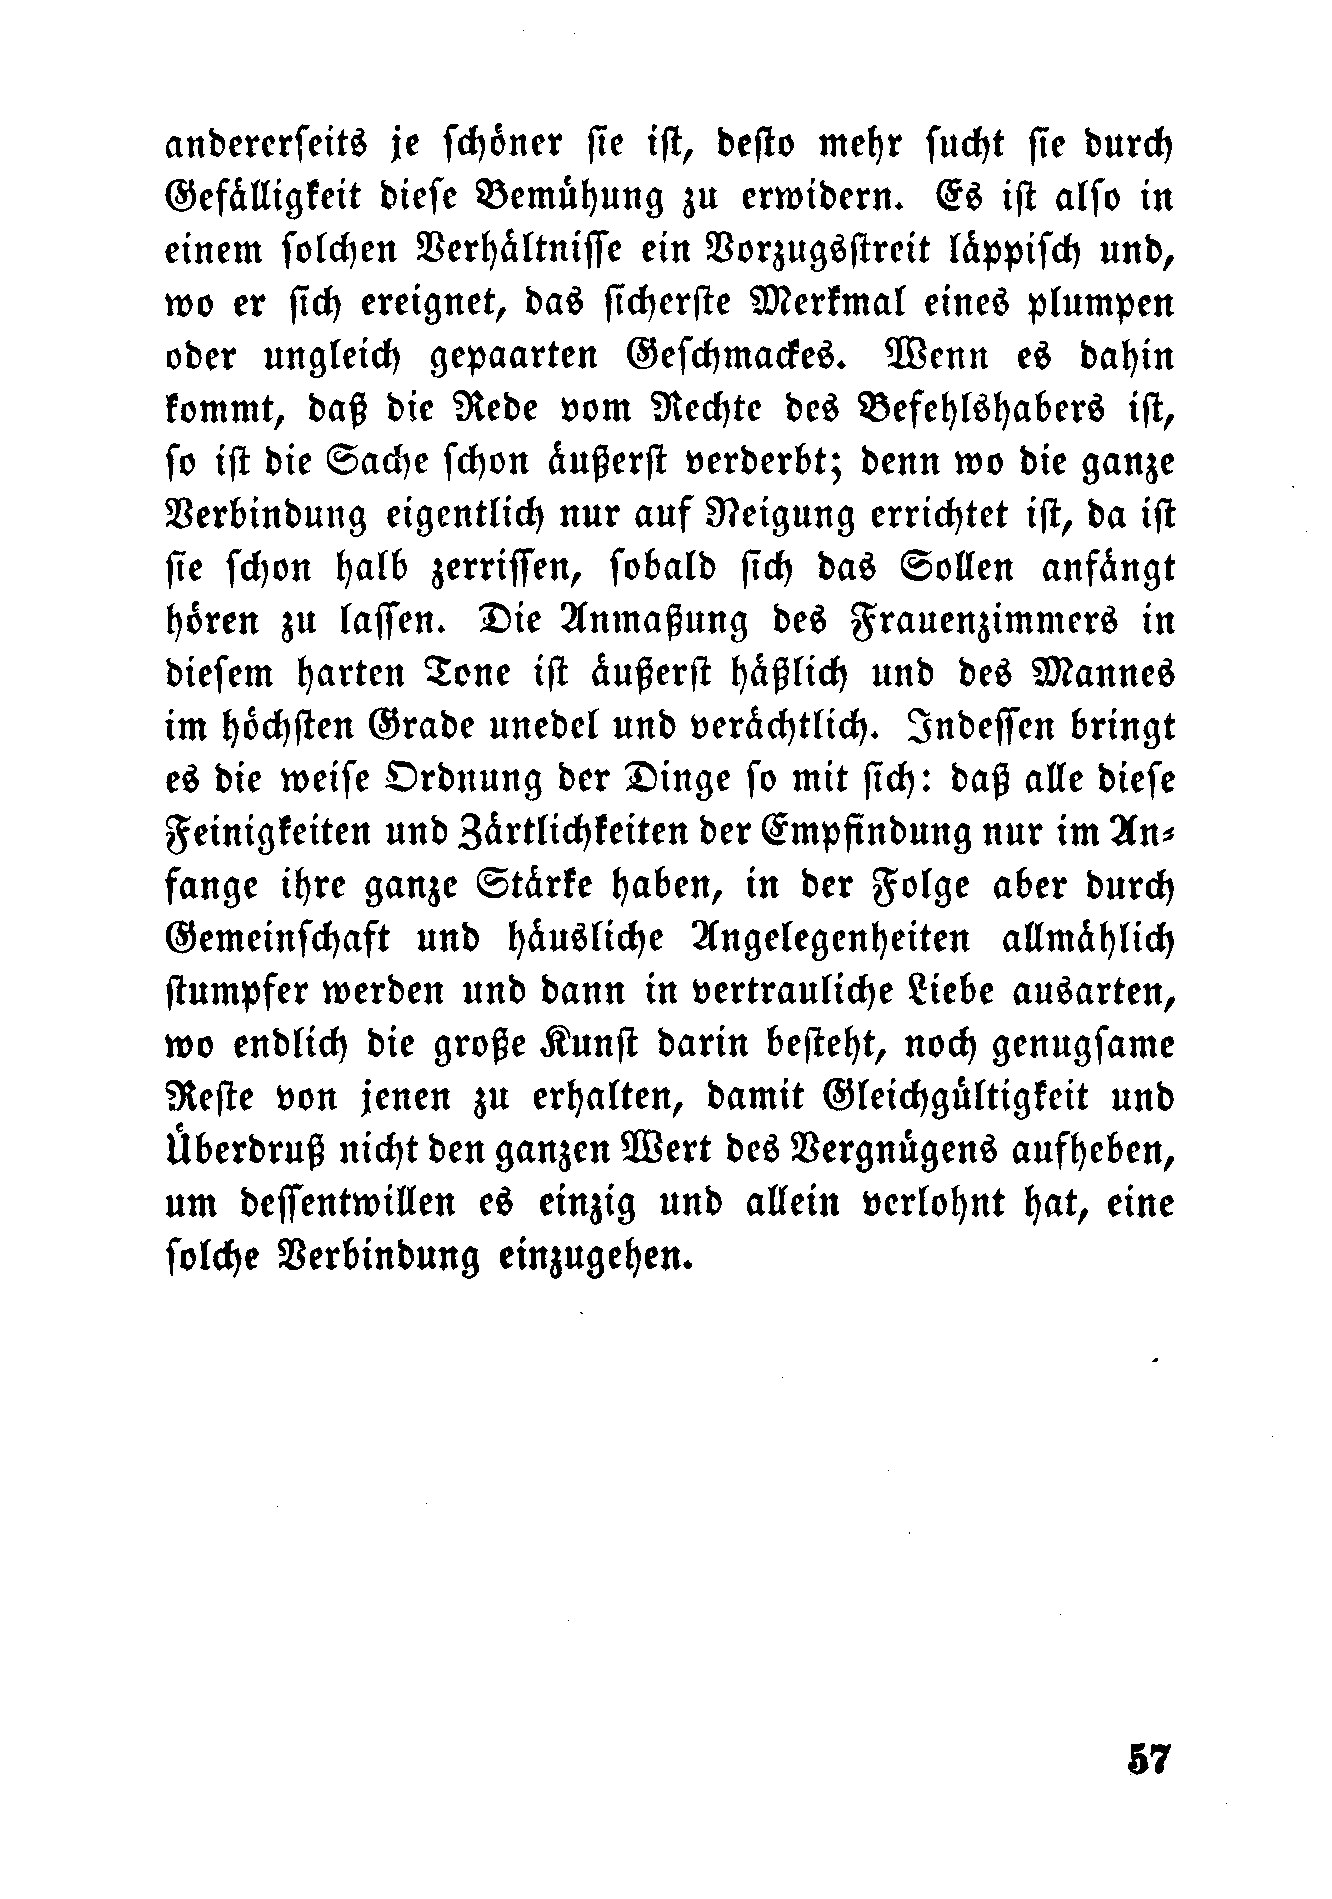 andererseits je schöner sie ist, desto mehr sucht sie durch
Gefälligkeit diese Bemühung zu erwidern. Es ist also in
einem solchen Verhältnisse ein Vorzugsstreit läppisch und,
wo er sich ereignet, das sicherste Merkmal eines plumpen
oder ungleich gepaarten Geschmackes. Wenn es dahin
kommt, daß die Rede vom Rechte des Befehlshabers ist,
so ist die Sache schon äußerst verderbt; denn wo die ganze
Verbindung eigentlich nur auf Neigung errichtet ist, da ist
sie schon halb zerrissen, sobald sich das Sollen anfängt
hören zu lassen. Die Anmaßung des Frauenzimmers in
diesem harten Tone ist äußerst häßlich und des Mannes
im höchsten Grade unedel und verächtlich. Indessen bringt
es die weise Ordnung der Dinge so mit sich: daß alle diese
Feinigkeiten und Zärtlichkeiten der Empfindung nur im An-
fange ihre ganze Stärke haben, in der Folge aber durch
Gemeinschaft und häusliche Angelegenheiten allmählich
stumpfer werden und dann in vertrauliche Liebe ausarten,
wo endlich die große Kunst darin besteht, noch genugsame
Reste von jenen zu erhalten, damit Gleichgültigkeit und
Überdruß nicht den ganzen Wert des Vergnügens aufheben,
um dessentwillen es einzig und allein verlohnt hat, eine
solche Verbindung einzugehen.
57